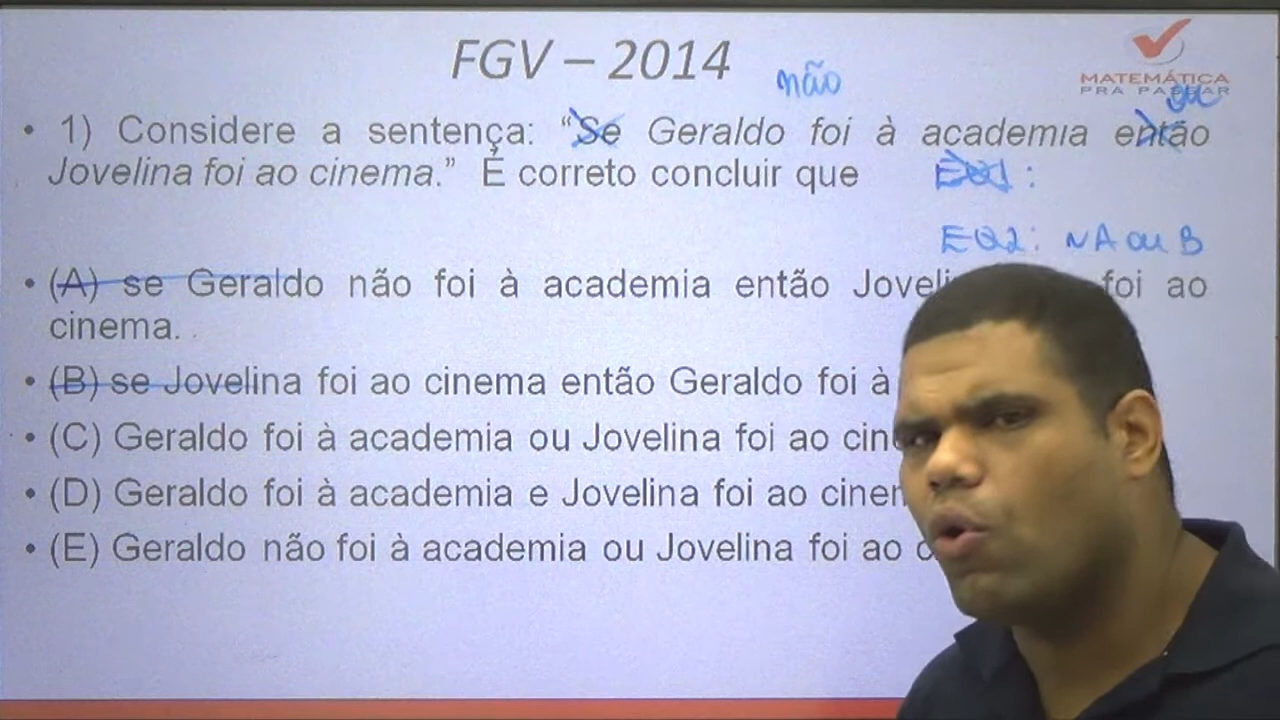 FGV – 2014
não
MATEMÁTICA
PRA PASSAR
ou
• 1) Considere a sentença: “Se Geraldo foi à academia então
Jovelina foi ao cinema.” É correto concluir que
EQ1:
EQ2: NA ou B
• (A) se Geraldo não foi à academia então foi ao
cinema.
• (B) se Jovelina foi ao cinema então Geraldo foi à
• (C) Geraldo foi à academia ou Jovelina foi ao
• (D) Geraldo foi à academia e Jovelina foi ao
• (E) Geraldo não foi à academia ou Jovelina foi ao